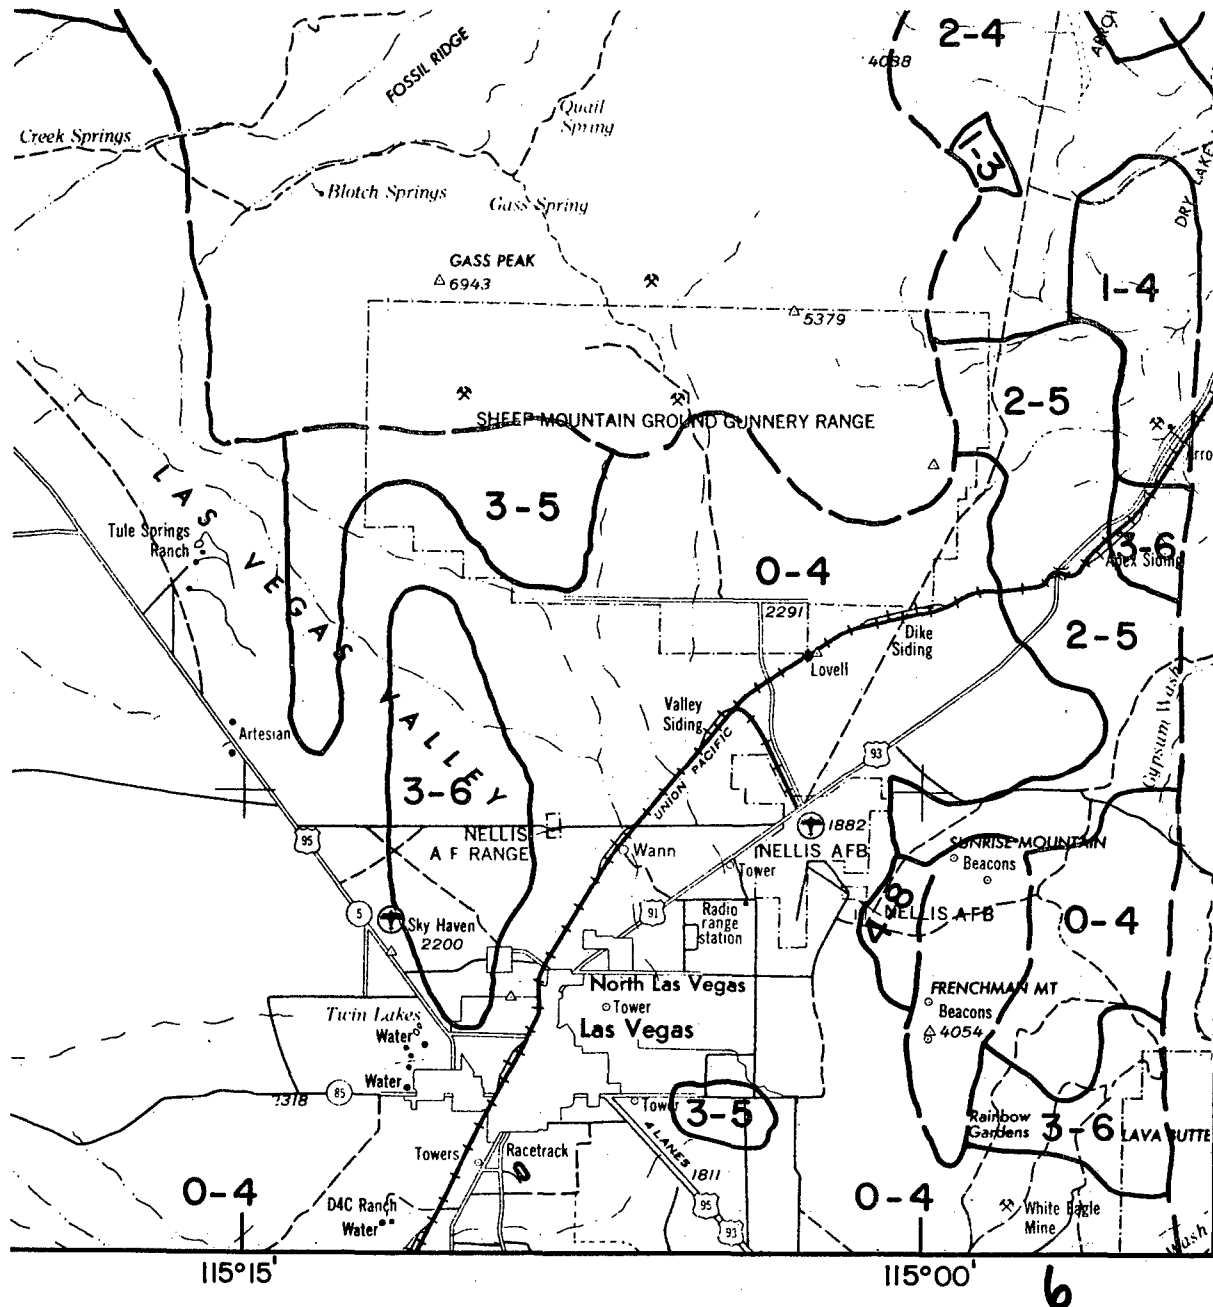 2-4
ARRO
4038
FOSSIL RIDGE
Quail
Spring
Creek Springs
1-3
DRY LAKE
Blotch Springs
Gass Spring
GASS PEAK
6943
1-4
5379
2-5
SHEEP MOUNTAIN GROUND GUNNERY RANGE
Arro
LAS VEGAS VALLEY
3-5
Tule Springs
Ranch
0-4
3-6
Apex Siding
2291
Dike
Siding
2-5
Lovell
Gypsum Wash
Valley
Siding
Artesian
UNION PACIFIC
93
3-6
95
NELLIS
A F RANGE
1882
Wann
NELLIS AFB
SUNRISE MOUNTAIN
Beacons
Tower
4-8
5
Sky Haven
2200
91
Radio
range
station
NELLIS AFB
0-4
North Las Vegas
FRENCHMAN MT
Beacons
4054
Twin Lakes
Tower
Water
Las Vegas
Water
85
2318
Tower
3-5
Rainbow
Gardens
3-6
LAVA BUTTE
4 LANES
Towers
Racetrack
1811
0-4
D4C Ranch
Water
95
93
0-4
White Eagle
Mine
Wash
115°15'
115°00'
6